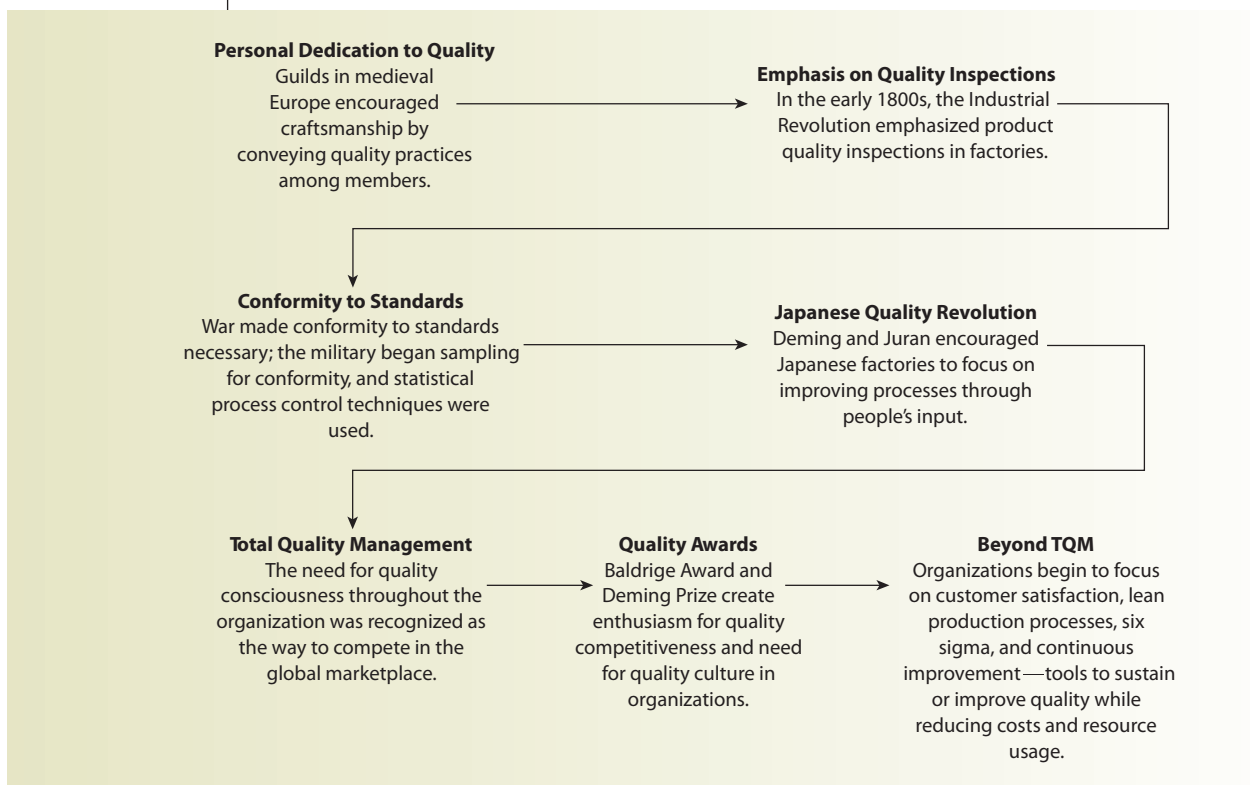 Personal Dedication to Quality
Guilds in medieval
Europe encouraged
craftsmanship by
conveying quality practices
among members.
Emphasis on Quality Inspections
In the early 1800s, the Industrial
Revolution emphasized product
quality inspections in factories.
Conformity to Standards
War made conformity to standards
necessary; the military began sampling
for conformity, and statistical
process control techniques were
used.
Japanese Quality Revolution
Deming and Juran encouraged
Japanese factories to focus on
improving processes through
people's input.
Total Quality Management
The need for quality
consciousness throughout the
organization was recognized as
the way to compete in the
global marketplace.
Quality Awards
Baldrige Award and
Deming Prize create
enthusiasm for quality
competitiveness and need
for quality culture in
organizations.
Beyond TQM
Organizations begin to focus
on customer satisfaction, lean
production processes, six
sigma, and continuous
improvement—tools to sustain
or improve quality while
reducing costs and resource
usage.